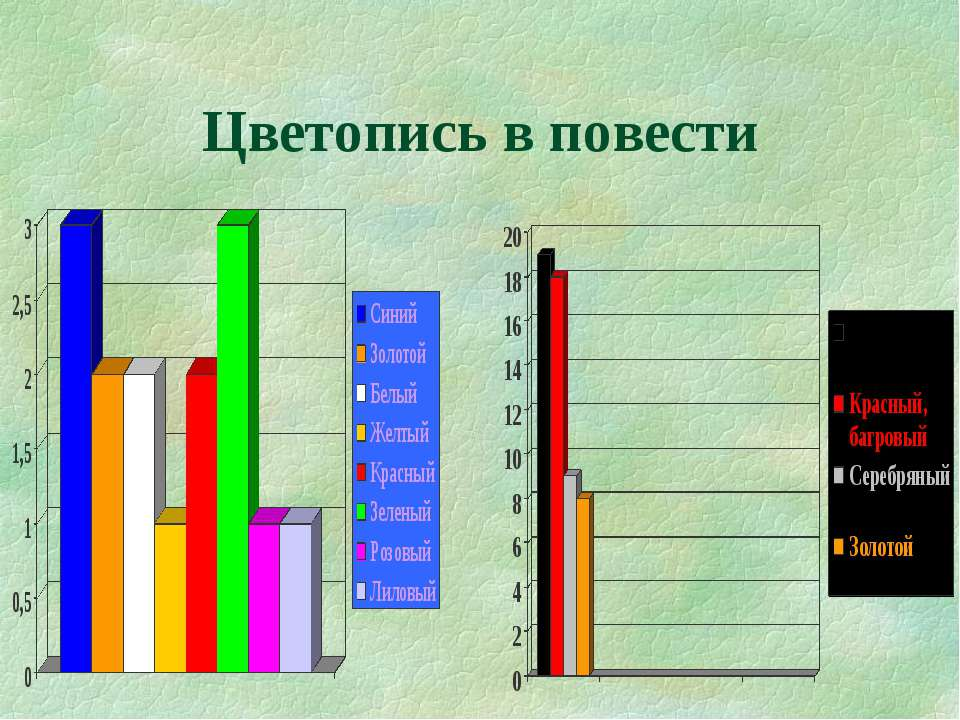 Цветопись в повести
3
2,5
2
1,5
1
0,5
0
Синий
Золотой
Белый
Желтый
Красный
Зеленый
Розовый
Лиловый
20
18
16
14
12
10
8
6
4
2
0
Красный,
багровый
Серебряный
Золотой